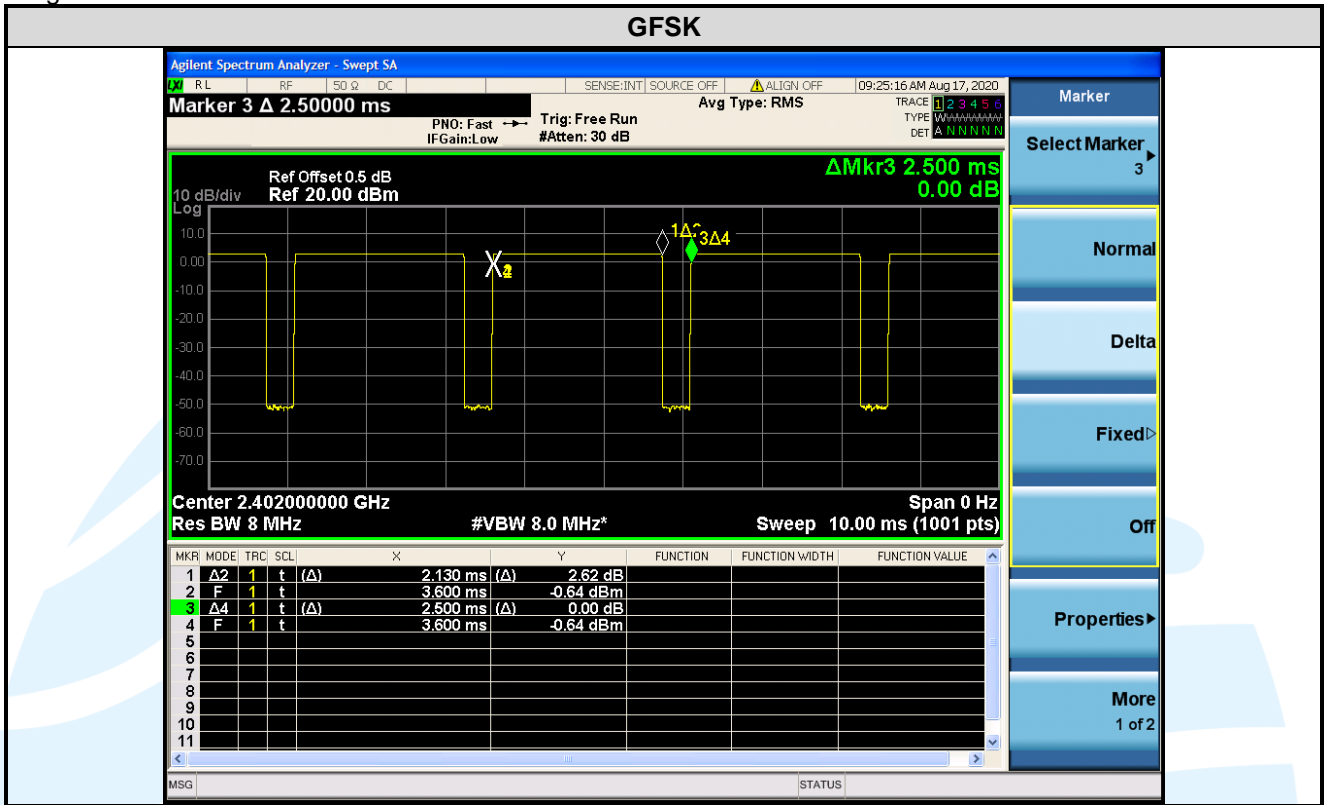 GFSK
Agilent Spectrum Analyzer - Swept SA
LXI RL RF 50 Ω DC SENSE:INT SOURCE OFF ALIGN OFF 09:25:16 AM Aug 17, 2020
Marker 3 Δ 2.50000 ms
PNO: Fast
IFGain:Low
Trig: Free Run
#Atten: 30 dB
Avg Type: RMS
TRACE 1 2 3 4 5 6
TYPE
DET A N N N N N
Ref Offset 0.5 dB
10 dB/div Ref 20.00 dBm
Log
ΔMkr3 2.500 ms
0.00 dB
10.0
0.00
-10.0
-20.0
-30.0
-40.0
-50.0
-60.0
-70.0
3Δ4
Center 2.402000000 GHz Span 0 Hz
Res BW 8 MHz #VBW 8.0 MHz* Sweep 10.00 ms (1001 pts)
MKR MODE TRC SCL X Y FUNCTION FUNCTION WIDTH FUNCTION VALUE
1 Δ2 1 t (Δ) 2.130 ms (Δ) 2.62 dB
2 F 1 t 3.600 ms -0.64 dBm
3 Δ4 1 t (Δ) 2.500 ms (Δ) 0.00 dB
4 F 1 t 3.600 ms -0.64 dBm
5
6
7
8
9
10
11
MSG STATUS
Marker
Select Marker
3
Normal
Delta
Fixed
Off
Properties
More
1 of 2